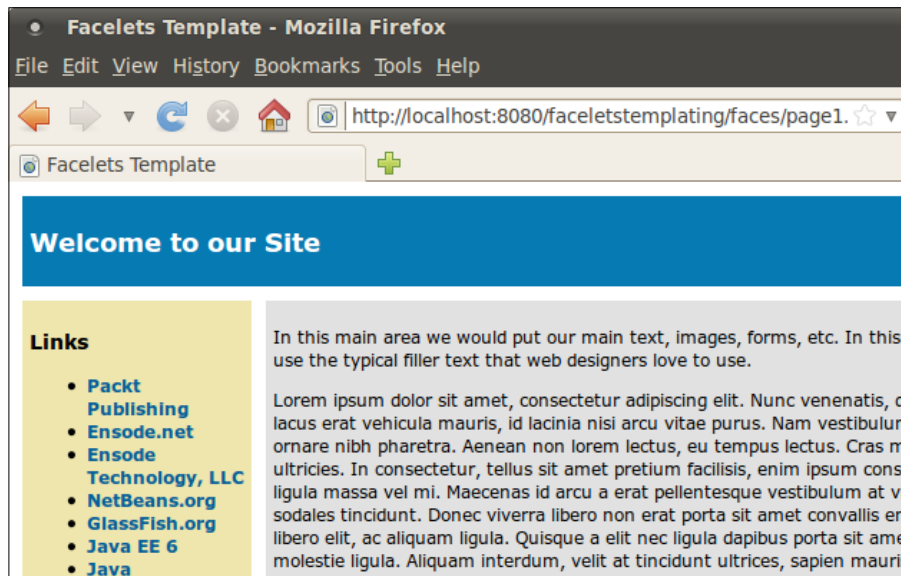 Facelets Template - Mozilla Firefox
File Edit View History Bookmarks Tools Help
http://localhost:8080/faceletstemplating/faces/page1.
Facelets Template
Welcome to our Site
Links
Packt
Publishing
Ensode.net
Ensode
Technology, LLC
NetBeans.org
GlassFish.org
Java EE 6
Java
In this main area we would put our main text, images, forms, etc. In this
use the typical filler text that web designers love to use.
Lorem ipsum dolor sit amet, consectetur adipiscing elit. Nunc venenatis,
lacus erat vehicula mauris, id lacinia nisi arcu vitae purus. Nam
ornare nibh pharetra. Aenean non lorem lectus, eu tempus lectus. Cras
ultricies. In consectetur, tellus sit amet pretium facilisis, enim ipsum
ligula massa vel mi. Maecenas id arcu a erat pellentesque vestibulum at
sodales tincidunt. Donec viverra libero non erat porta sit amet convallis
libero elit, ac aliquam ligula. Quisque a elit nec ligula dapibus porta sit
molestie ligula. Aliquam interdum, velit at tincidunt ultrices, sapien